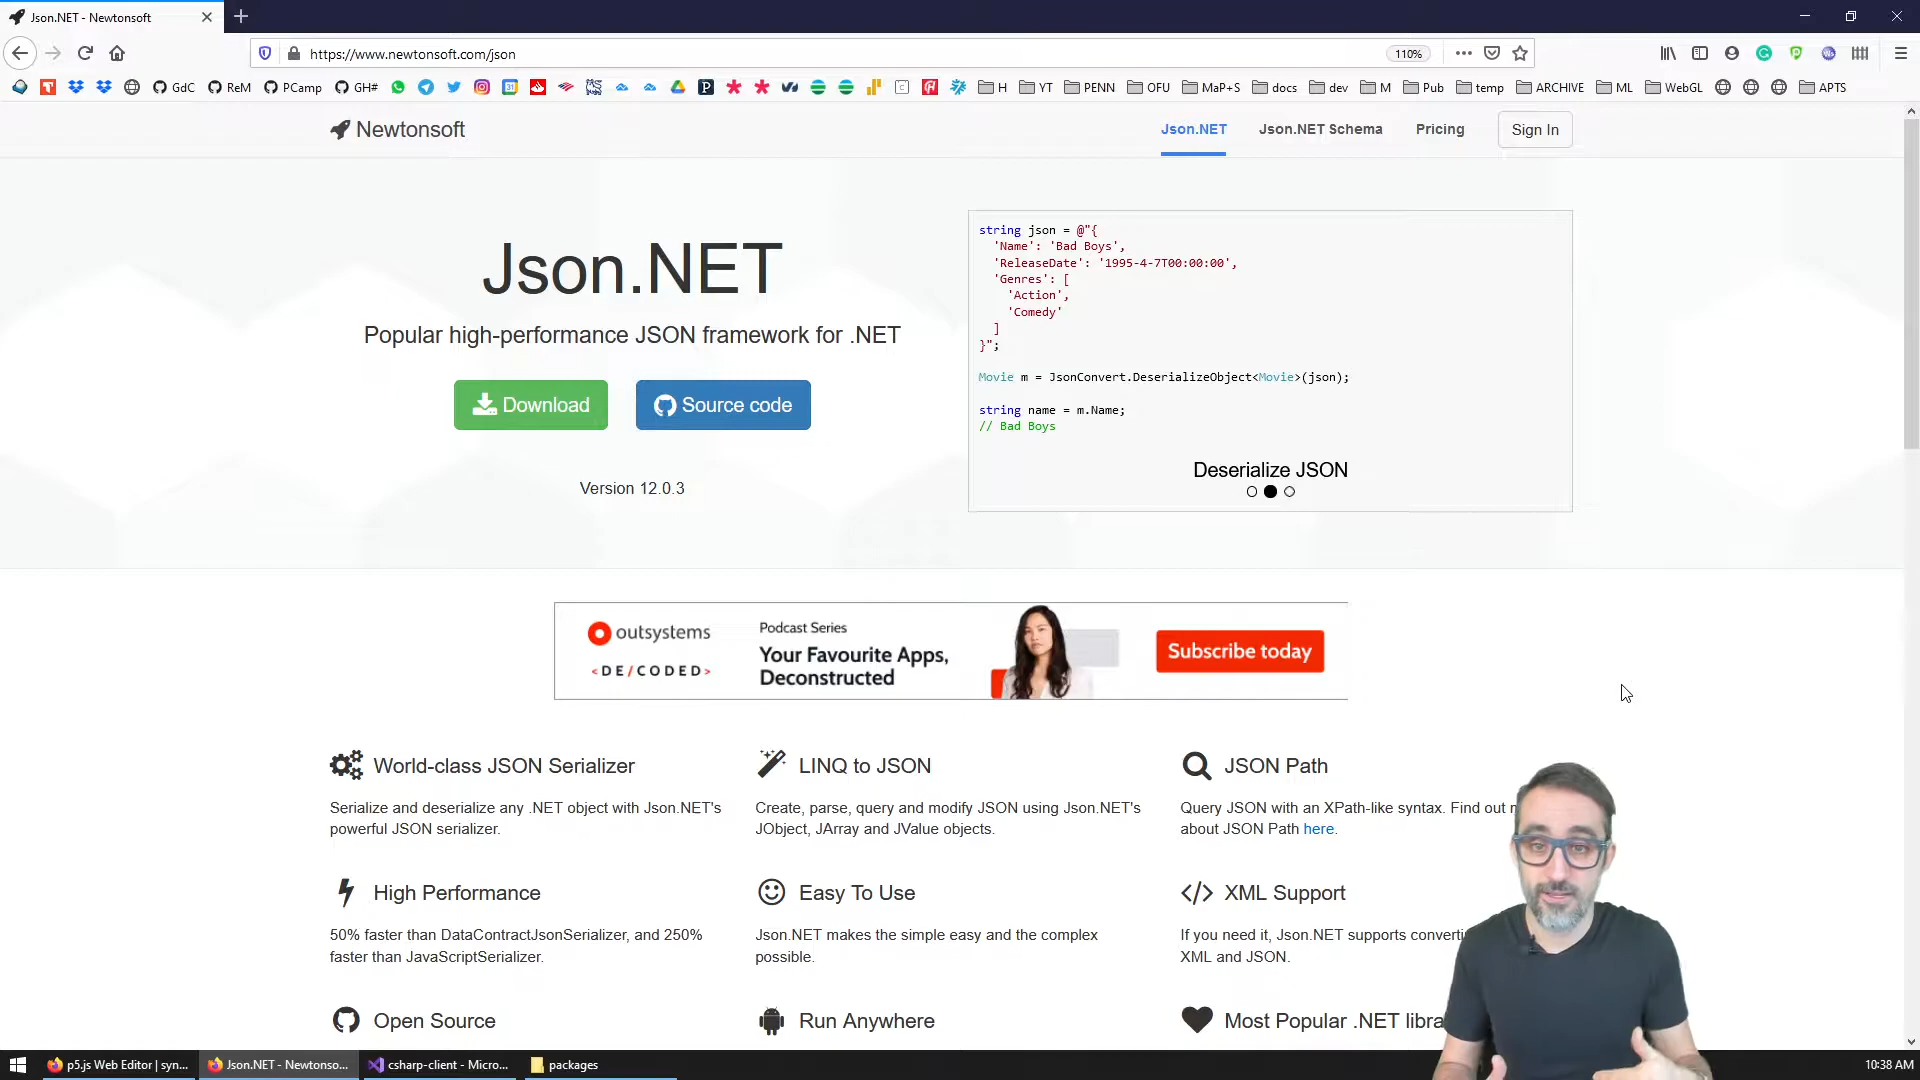 Json.NET - Newtonsoft
https://www.newtonsoft.com/json
110%
GdC
ReM
PCamp
GH#
H
YT
PENN
OFU
MaP+S
docs
dev
M
Pub
temp
ARCHIVE
ML
WebGL
APTS
Newtonsoft
Json.NET
Json.NET Schema
Pricing
Sign In
Json.NET
Popular high-performance JSON framework for .NET
Download
Source code
Version 12.0.3
string json = @"{
'Name': 'Bad Boys',
'ReleaseDate': '1995-4-7T00:00:00',
'Genres': [
'Action',
'Comedy'
]
}";
Movie m = JsonConvert.DeserializeObject<Movie>(json);
string name = m.Name;
// Bad Boys
Deserialize JSON
outsystems
<DE/CODED>
Podcast Series
Your Favourite Apps,
Deconstructed
Subscribe today
World-class JSON Serializer
Serialize and deserialize any .NET object with Json.NET's
powerful JSON serializer.
LINQ to JSON
Create, parse, query and modify JSON using Json.NET's
JObject, JArray and JValue objects.
JSON Path
Query JSON with an XPath-like syntax. Find out
about JSON Path here.
High Performance
50% faster than DataContractJsonSerializer, and 250%
faster than JavaScriptSerializer.
Easy To Use
Json.NET makes the simple easy and the complex
possible.
XML Support
If you need it, Json.NET supports converti
XML and JSON.
Open Source
Run Anywhere
Most Popular .NET libra
p5.js Web Editor | syn...
Json.NET - Newtonso...
csharp-client - Micro...
packages
10:38 AM